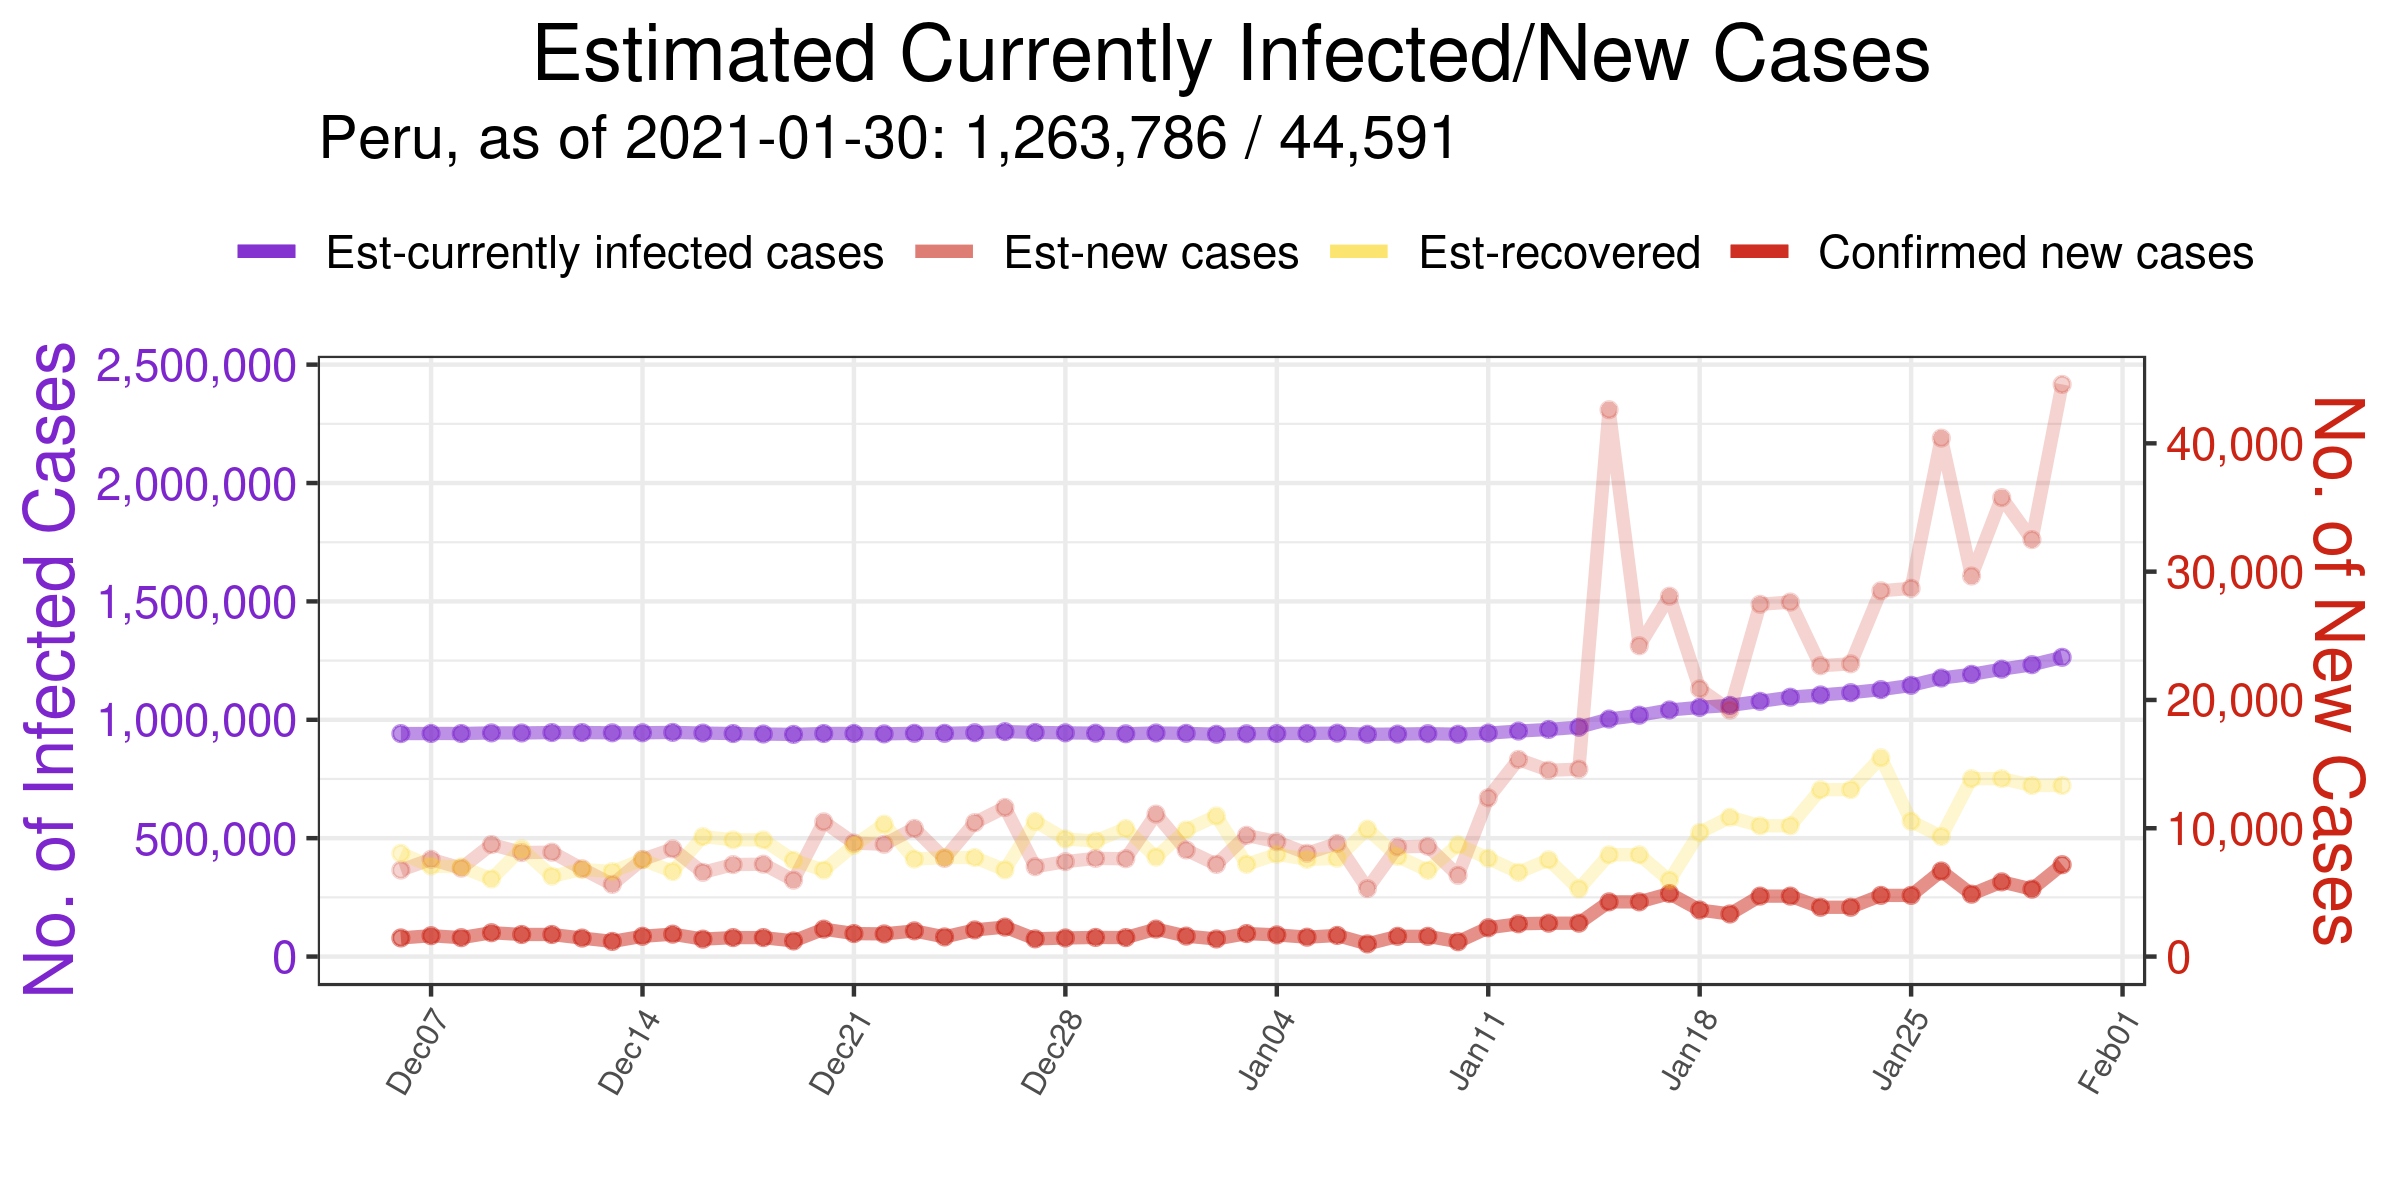 Estimated Currently Infected/New Cases
Peru, as of 2021-01-30: 1,263,786 / 44,591
Est-currently infected cases Est-new cases Est-recovered Confirmed new cases
No. of Infected Cases
2,500,000
2,000,000
1,500,000
1,000,000
500,000
0
40,000
30,000
20,000
10,000
0
No. of New Cases
Dec07 Dec14 Dec21 Dec28 Jan04 Jan11 Jan18 Jan25 Feb01